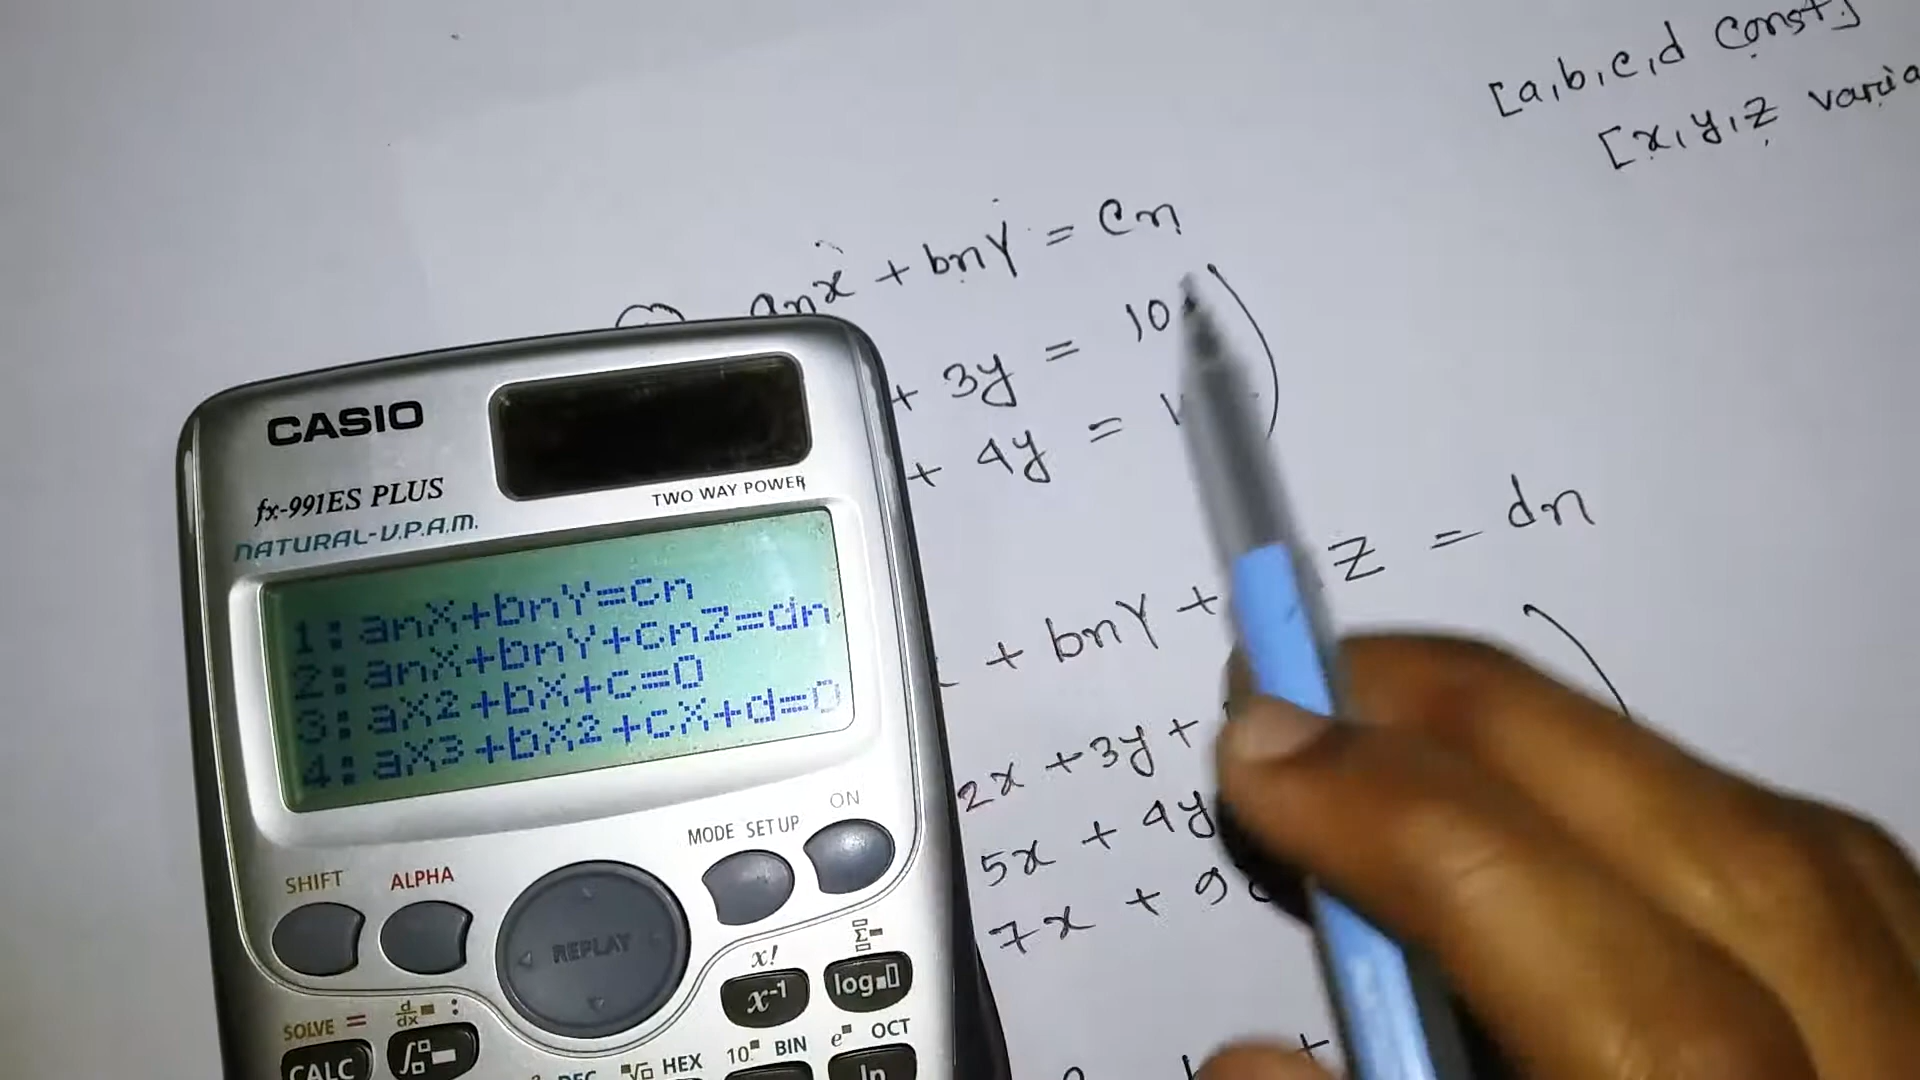 [a,b,c,d const]
[x,y,z
anx + bnY = cn
+ 3y = 10
+ 4y =
z = dn
+ bnY +
2x + 3y +
5x + 4y
7x + 9
CASIO
fx-991ES PLUS
TWO WAY POWER
NATURAL-V.P.A.M.
1:anX+bnY=cn
2:anX+bnY+cnZ=dn
3:aX2+bX+c=0
4:aX3+bX2+cX+d=0
SHIFT ALPHA MODE SETUP ON
REPLAY
x! Σ
x-1 log
SOLVE = d/dx :
CALC ∫
√ HEX 10 BIN e OCT
ln